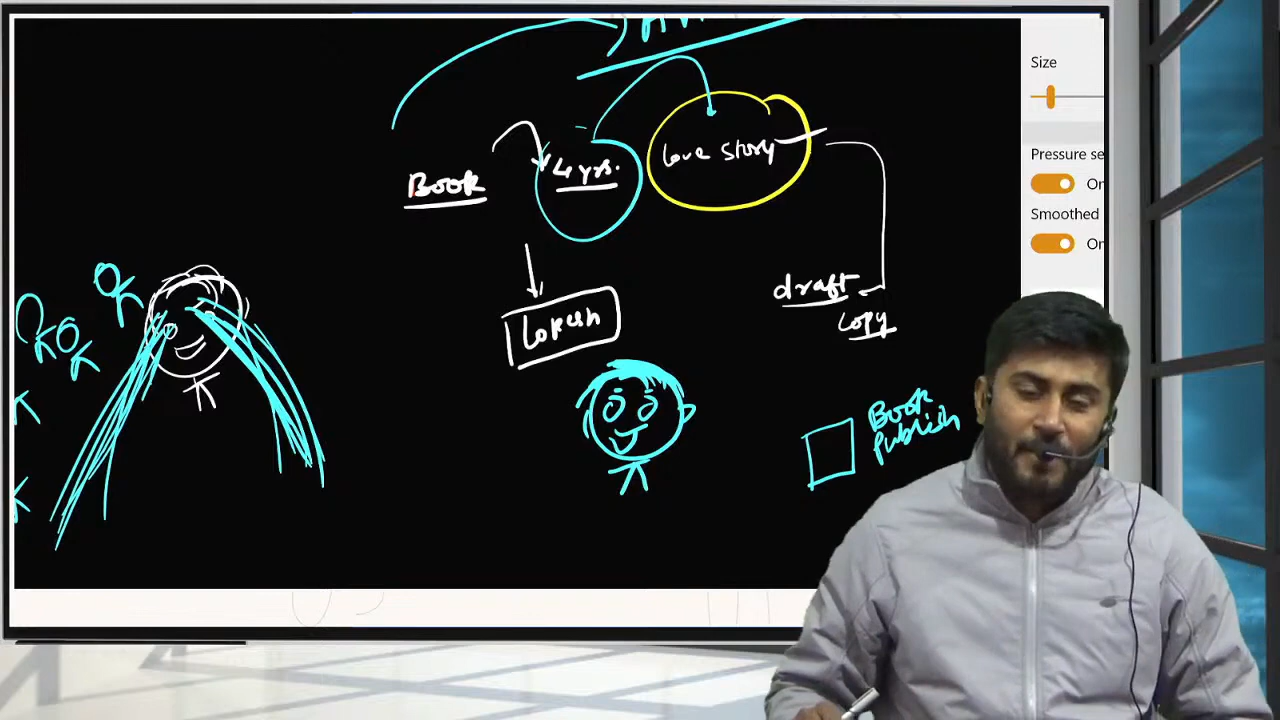 Size
Pressure se
On
Smoothed
On
Book
4 yrs.
Love Story
draft
copy
Lokesh
Book
Publish